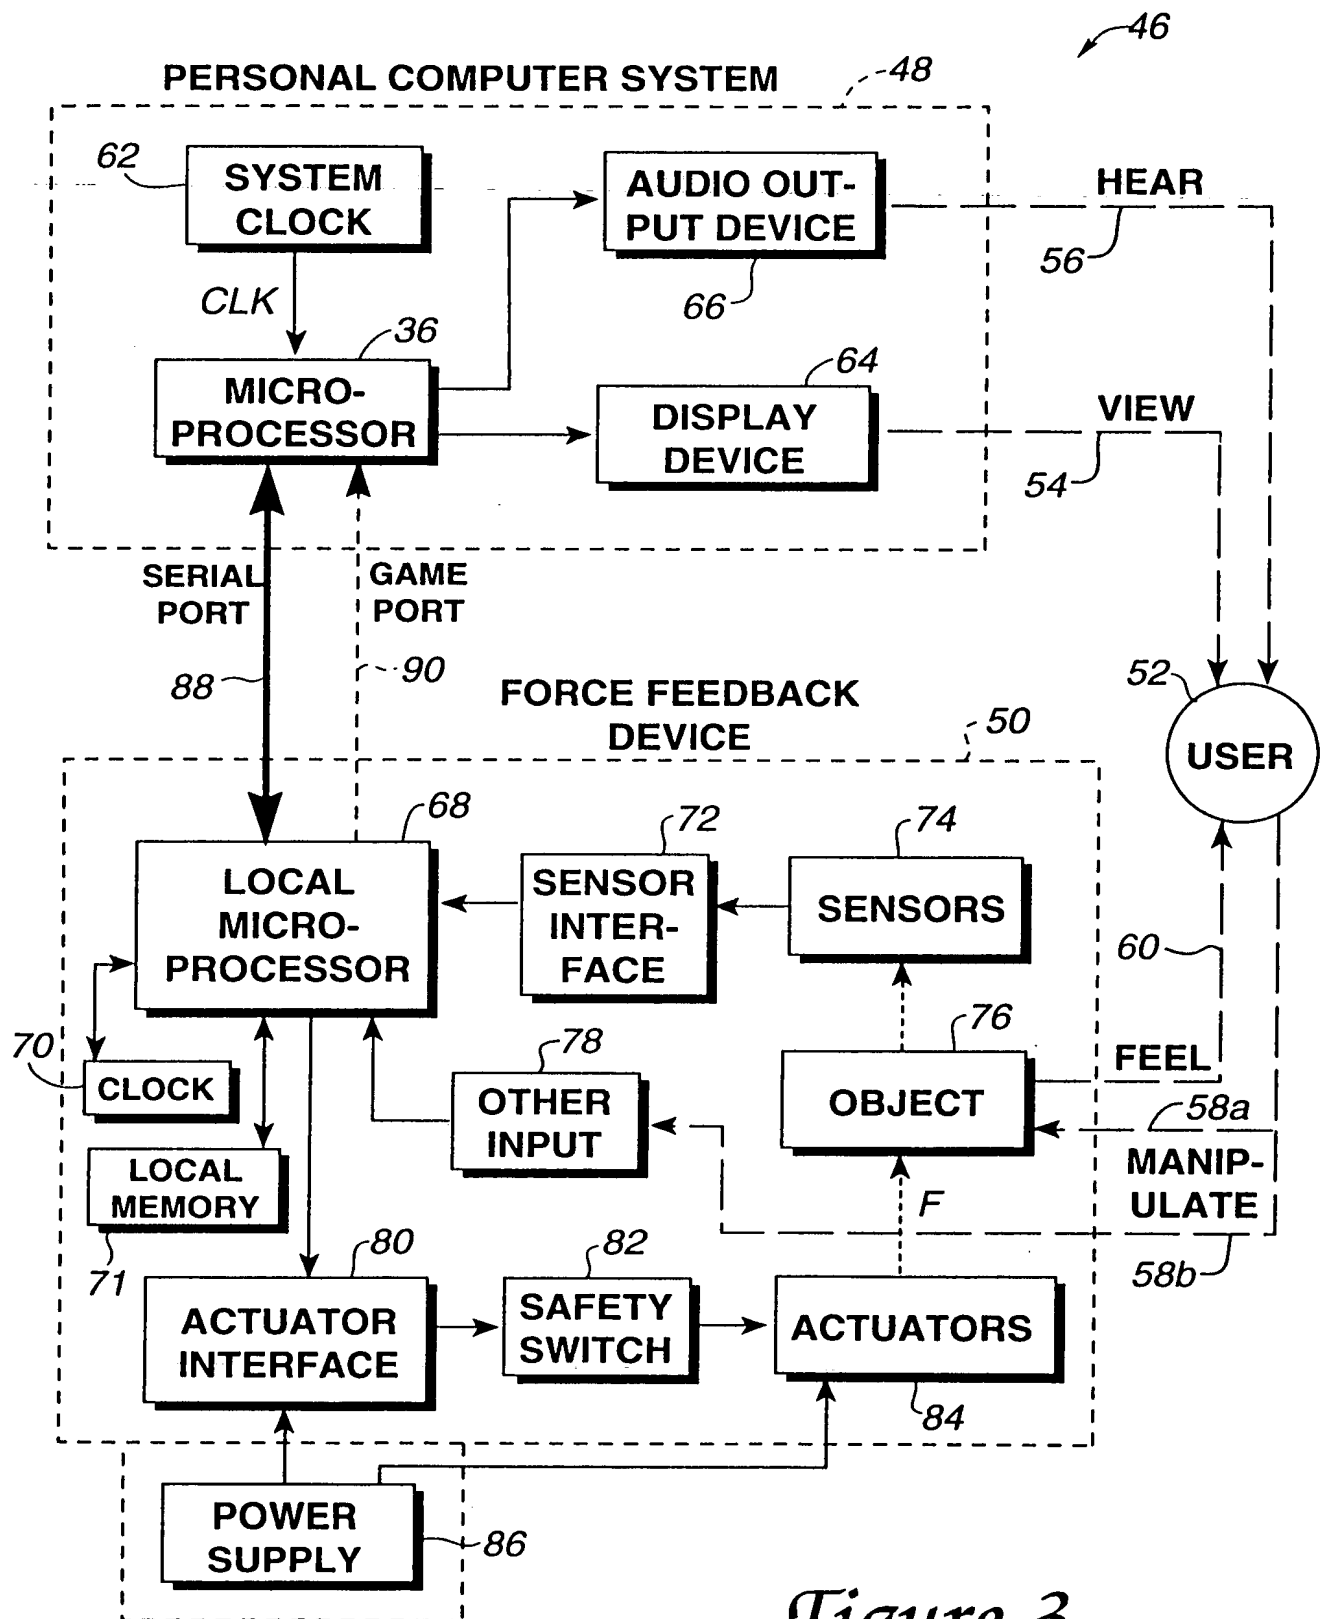 46
PERSONAL COMPUTER SYSTEM
48
62
SYSTEM
CLOCK
AUDIO OUT-
PUT DEVICE
66
HEAR
56
CLK
36
MICRO-
PROCESSOR
64
DISPLAY
DEVICE
VIEW
54
SERIAL
PORT
GAME
PORT
88
90
FORCE FEEDBACK
DEVICE
50
52
USER
68
LOCAL
MICRO-
PROCESSOR
72
SENSOR
INTER-
FACE
74
SENSORS
60
70
CLOCK
78
OTHER
INPUT
76
OBJECT
FEEL
58a
MANIP-
ULATE
58b
LOCAL
MEMORY
71
F
80
ACTUATOR
INTERFACE
82
SAFETY
SWITCH
ACTUATORS
84
POWER
SUPPLY
86
Figure 3